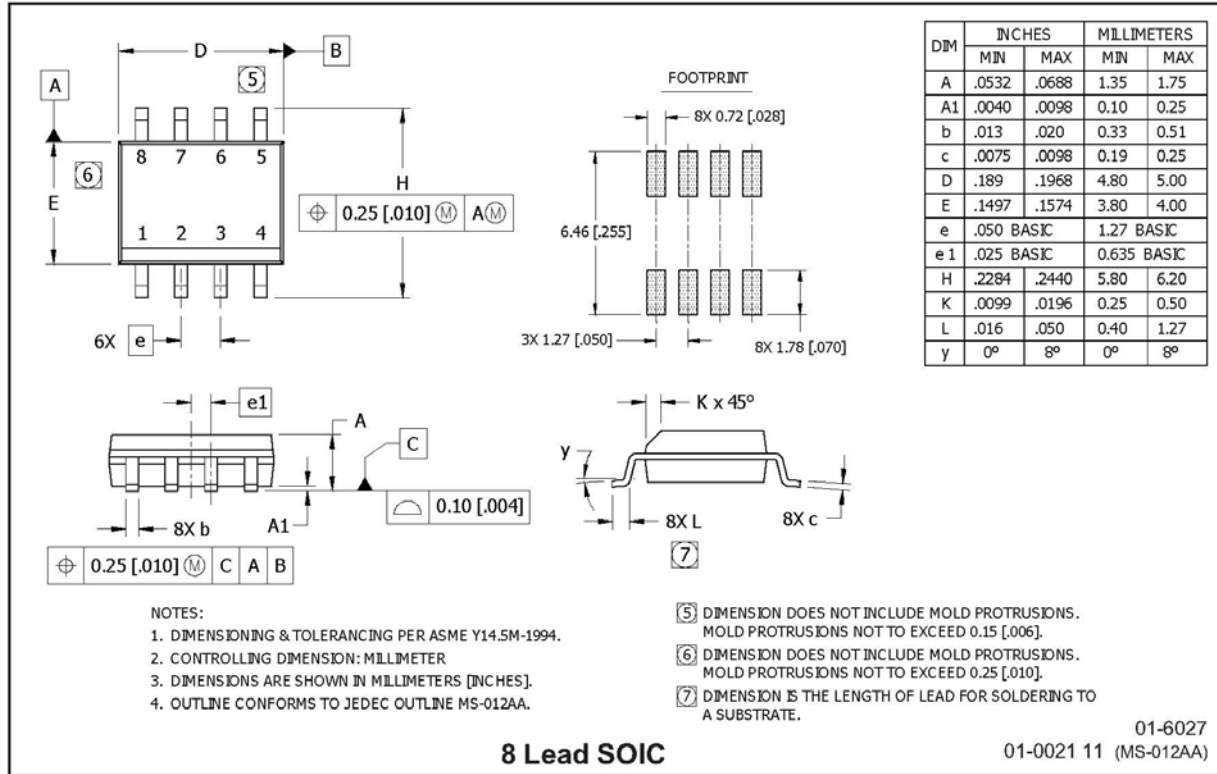 D
B
5
A
8 7 6 5
6
E
H
⌖ 0.25 [.010] Ⓜ A Ⓜ
1 2 3 4
6X e
FOOTPRINT
8X 0.72 [.028]
6.46 [.255]
3X 1.27 [.050]
8X 1.78 [.070]
DIM INCHES MILLIMETERS
MIN MAX MIN MAX
A .0532 .0688 1.35 1.75
A1 .0040 .0098 0.10 0.25
b .013 .020 0.33 0.51
c .0075 .0098 0.19 0.25
D .189 .1968 4.80 5.00
E .1497 .1574 3.80 4.00
e .050 BASIC 1.27 BASIC
e 1 .025 BASIC 0.635 BASIC
H .2284 .2440 5.80 6.20
K .0099 .0196 0.25 0.50
L .016 .050 0.40 1.27
y 0° 8° 0° 8°
e1
A
C
0.10 [.004]
8X b
A1
⌖ 0.25 [.010] Ⓜ C A B
K x 45°
y
8X L
8X c
7
NOTES:
1. DIMENSIONING & TOLERANCING PER ASME Y14.5M-1994.
2. CONTROLLING DIMENSION: MILLIMETER
3. DIMENSIONS ARE SHOWN IN MILLIMETERS [INCHES].
4. OUTLINE CONFORMS TO JEDEC OUTLINE MS-012AA.
5 DIMENSION DOES NOT INCLUDE MOLD PROTRUSIONS.
MOLD PROTRUSIONS NOT TO EXCEED 0.15 [.006].
6 DIMENSION DOES NOT INCLUDE MOLD PROTRUSIONS.
MOLD PROTRUSIONS NOT TO EXCEED 0.25 [.010].
7 DIMENSION IS THE LENGTH OF LEAD FOR SOLDERING TO
A SUBSTRATE.
8 Lead SOIC
01-6027
01-0021 11 (MS-012AA)